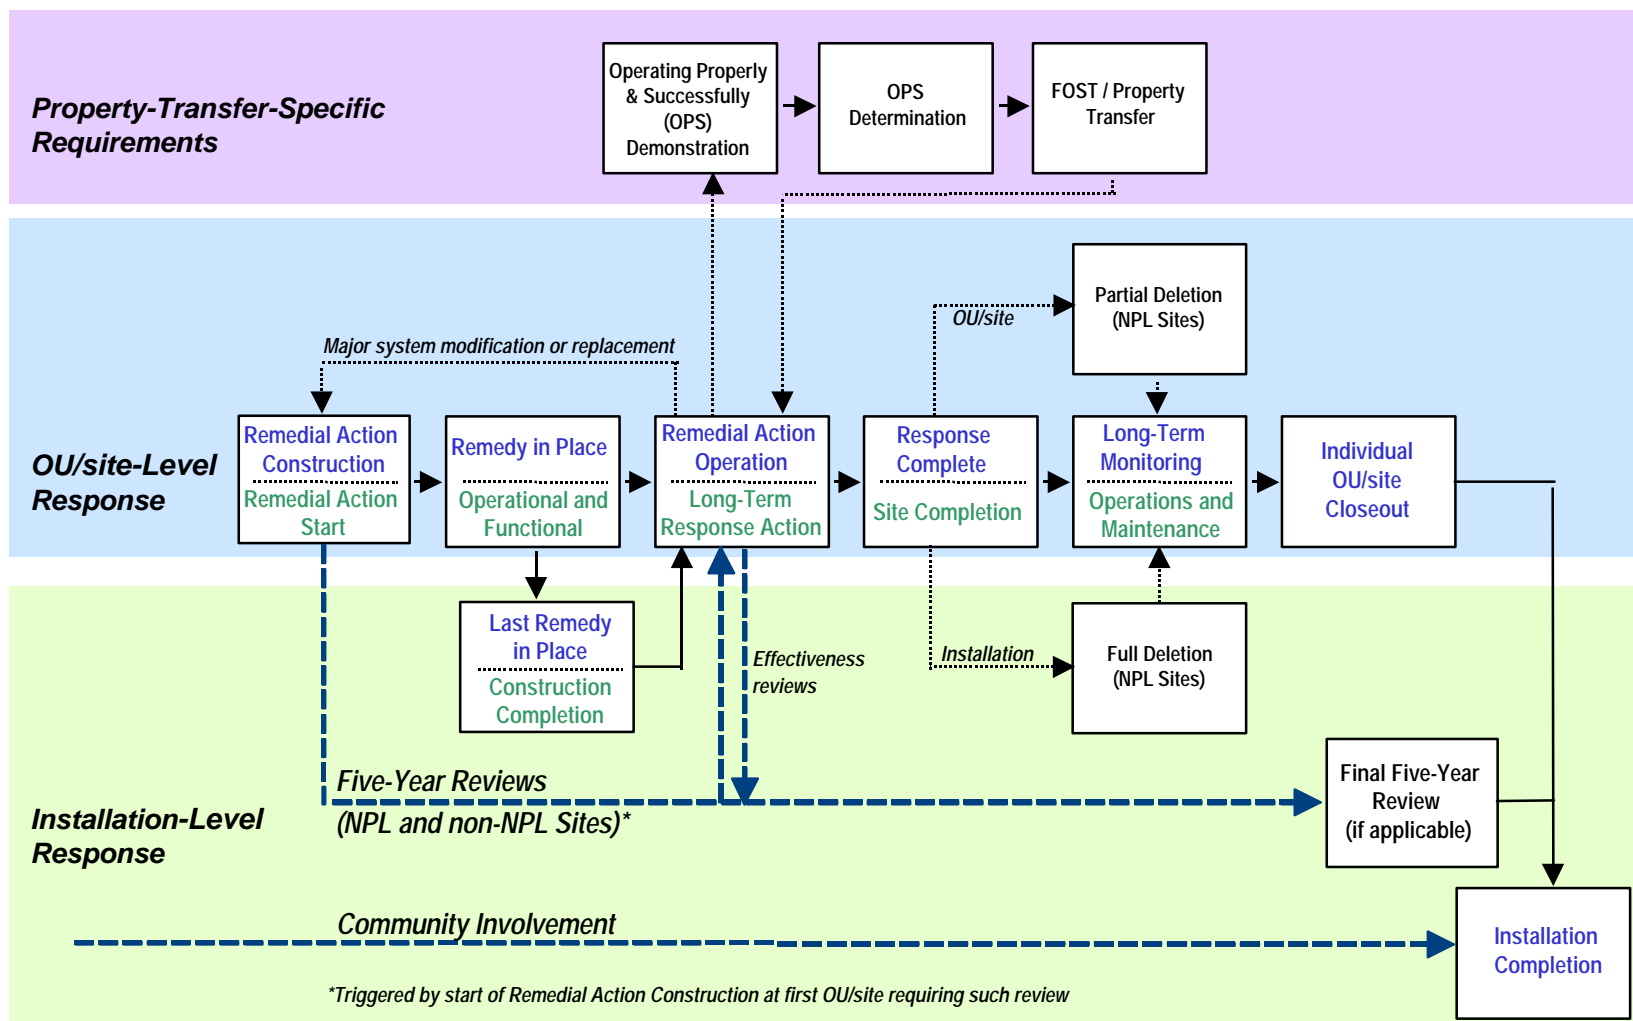 Property-Transfer-Specific
Requirements
Operating Properly
& Successfully
(OPS)
Demonstration
OPS
Determination
FOST / Property
Transfer
OU/site-Level
Response
Major system modification or replacement
Remedial Action
Construction
Remedial Action
Start
Remedy in Place
Operational and
Functional
Remedial Action
Operation
Long-Term
Response Action
Response
Complete
Site Completion
OU/site
Partial Deletion
(NPL Sites)
Long-Term
Monitoring
Operations and
Maintenance
Individual
OU/site
Closeout
Installation-Level
Response
Last Remedy
in Place
Construction
Completion
Effectiveness
reviews
Installation
Full Deletion
(NPL Sites)
Five-Year Reviews
(NPL and non-NPL Sites)*
Final Five-Year
Review
(if applicable)
Community Involvement
Installation
Completion
*Triggered by start of Remedial Action Construction at first OU/site requiring such review